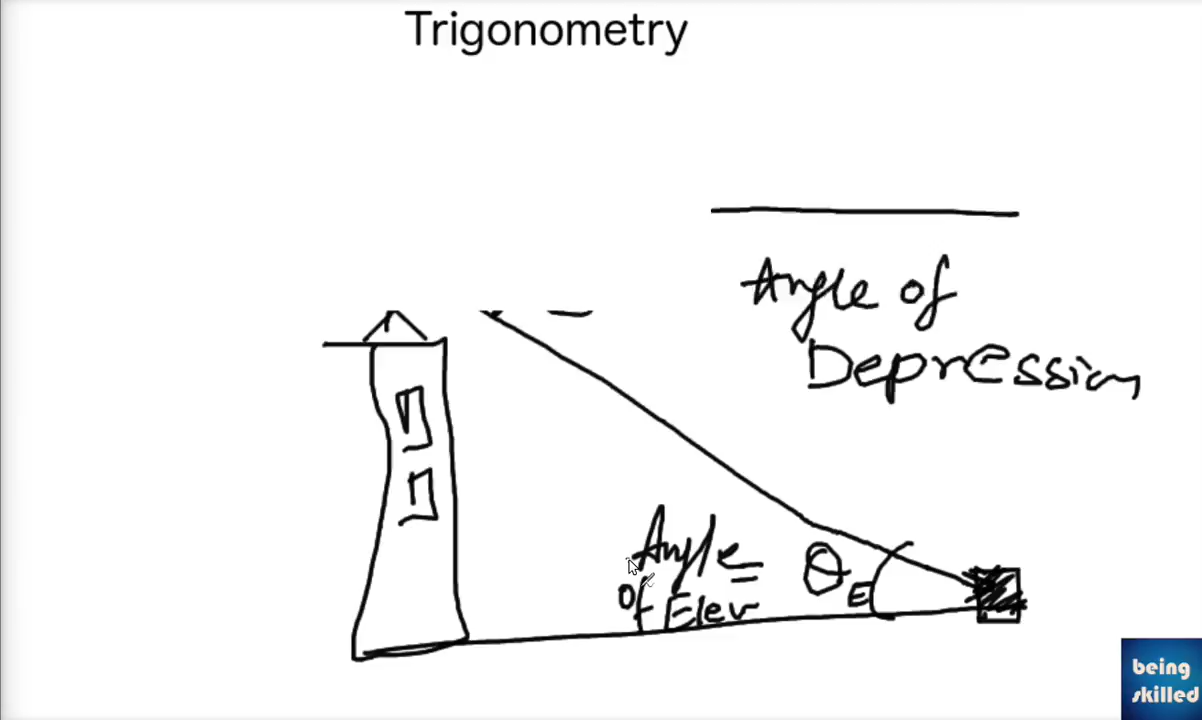 Trigonometry
Angle of
Depression
Angle
of Elev
θE
being
skilled